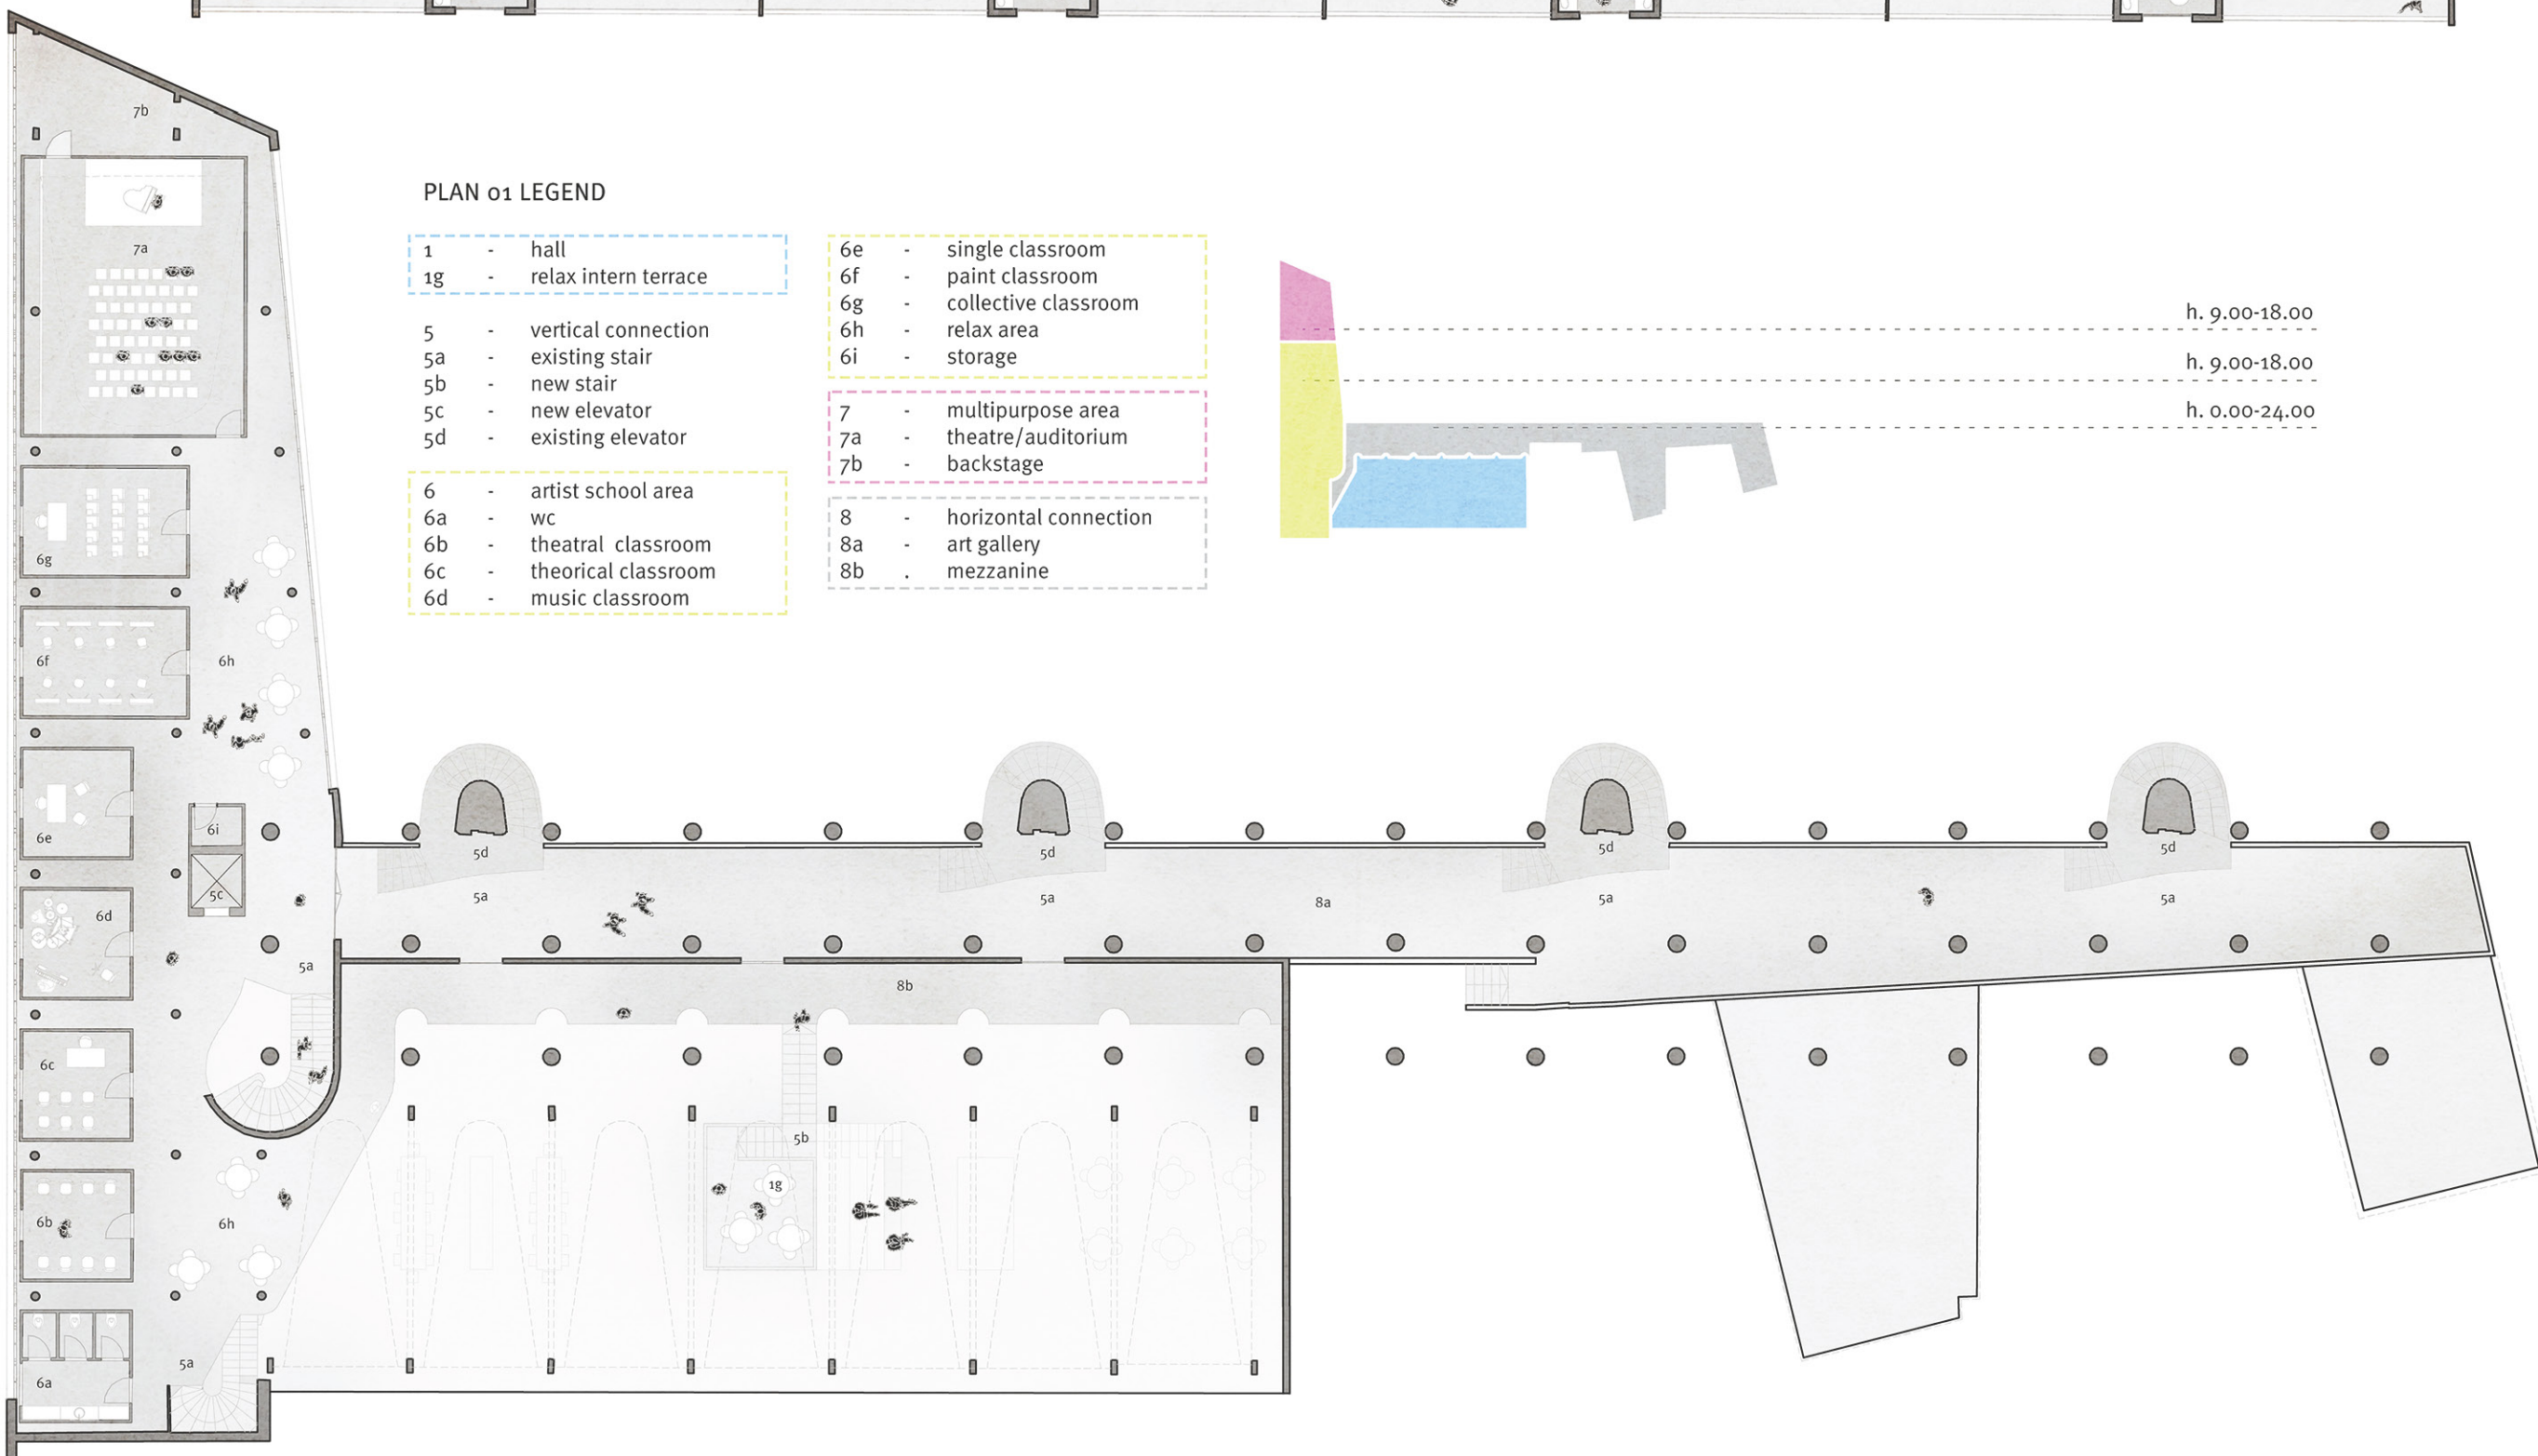 PLAN 01 LEGEND
1 - hall
1g - relax intern terrace
5 - vertical connection
5a - existing stair
5b - new stair
5c - new elevator
5d - existing elevator
6 - artist school area
6a - wc
6b - theatral classroom
6c - theorical classroom
6d - music classroom
6e - single classroom
6f - paint classroom
6g - collective classroom
6h - relax area
6i - storage
7 - multipurpose area
7a - theatre/auditorium
7b - backstage
8 - horizontal connection
8a - art gallery
8b . mezzanine
h. 9.00-18.00
h. 9.00-18.00
h. 0.00-24.00
7b
7a
6g
6f
6h
6e
6i
5c
6d
5a
6c
6b
6h
5a
6a
5d
5d
5d
5d
5a
5a
8a
5a
5a
8b
5b
1g